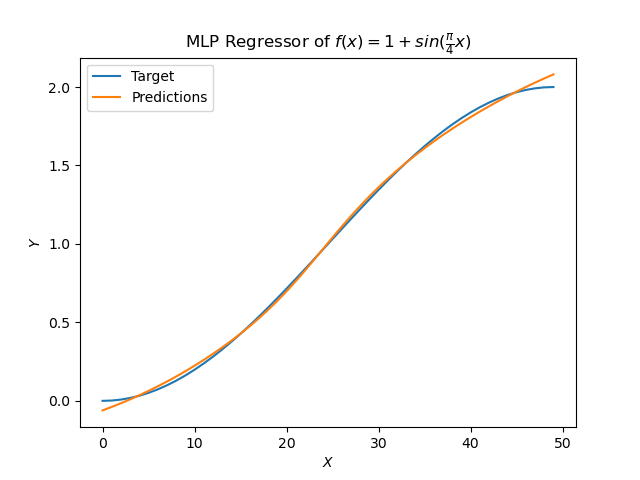 MLP Regressor of f(x) = 1 + sin(π/4 x)
Target
Predictions
Y
2.0
1.5
1.0
0.5
0.0
0 10 20 30 40 50
X